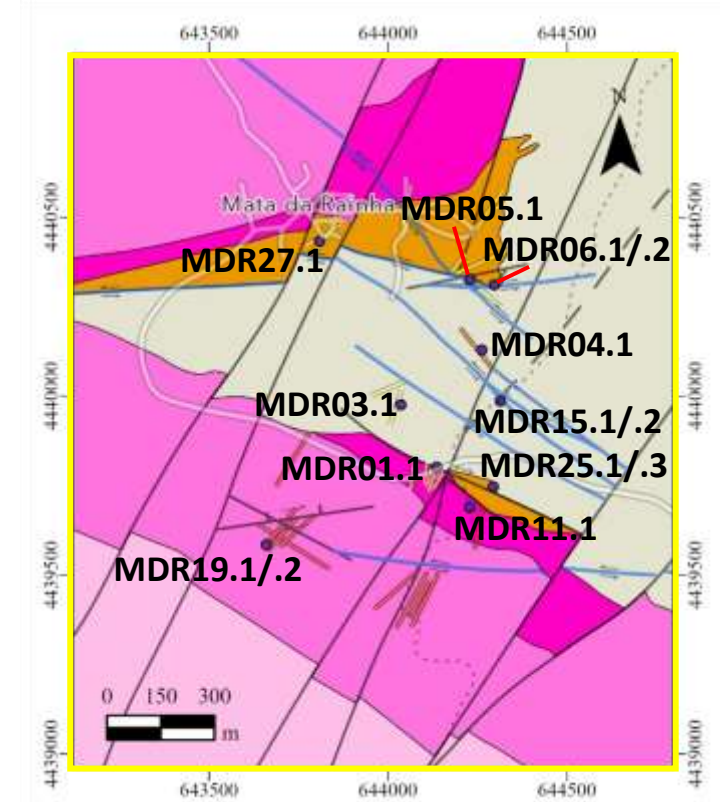 643500 644000 644500
N
4440500
Mata da Rainha
MDR05.1
MDR06.1/.2
MDR27.1
MDR04.1
4440000
MDR03.1
MDR15.1/.2
MDR01.1
MDR25.1/.3
MDR11.1
4439500
MDR19.1/.2
0 150 300
m
4439000
4440500
4440000
4439500
4439000
643500 644000 644500